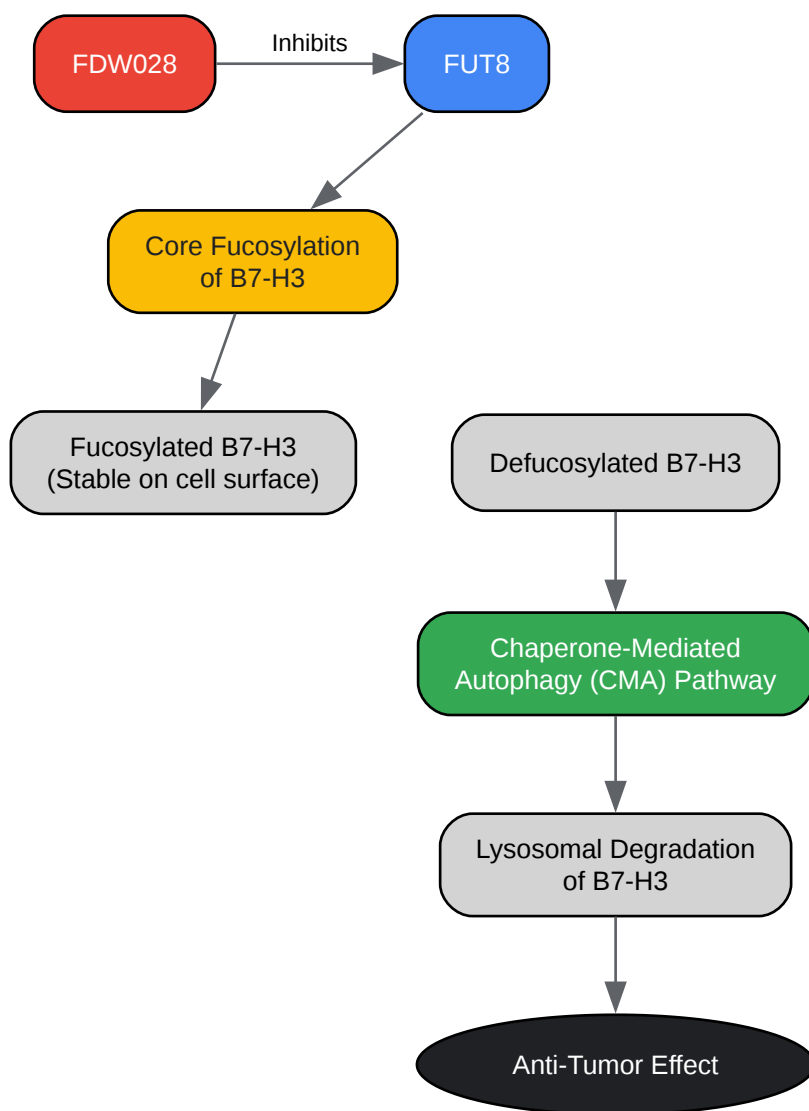 FDW028
Inhibits
FUT8
Core Fucosylation
of B7-H3
Fucosylated B7-H3
(Stable on cell surface)
Defucosylated B7-H3
Chaperone-Mediated
Autophagy (CMA) Pathway
Lysosomal Degradation
of B7-H3
Anti-Tumor Effect